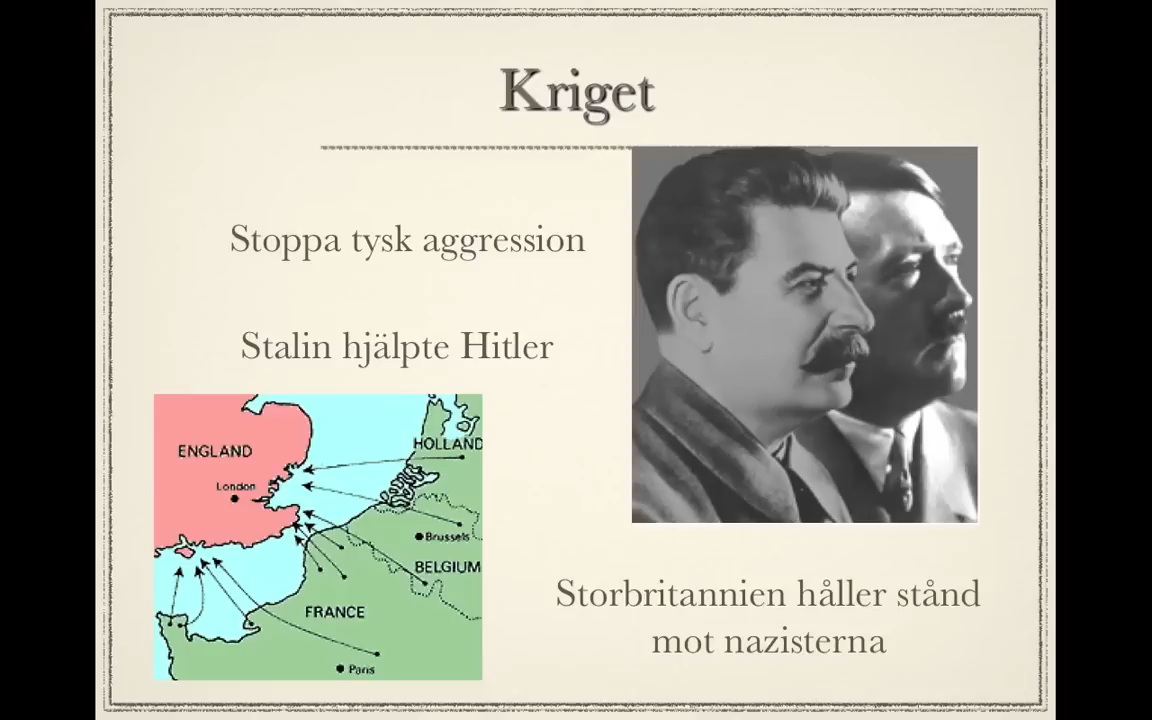 Kriget
Stoppa tysk aggression
Stalin hjälpte Hitler
HOLLAND
ENGLAND
London
Brussels
BELGIUM
FRANCE
Paris
Storbritannien håller stånd
mot nazisterna